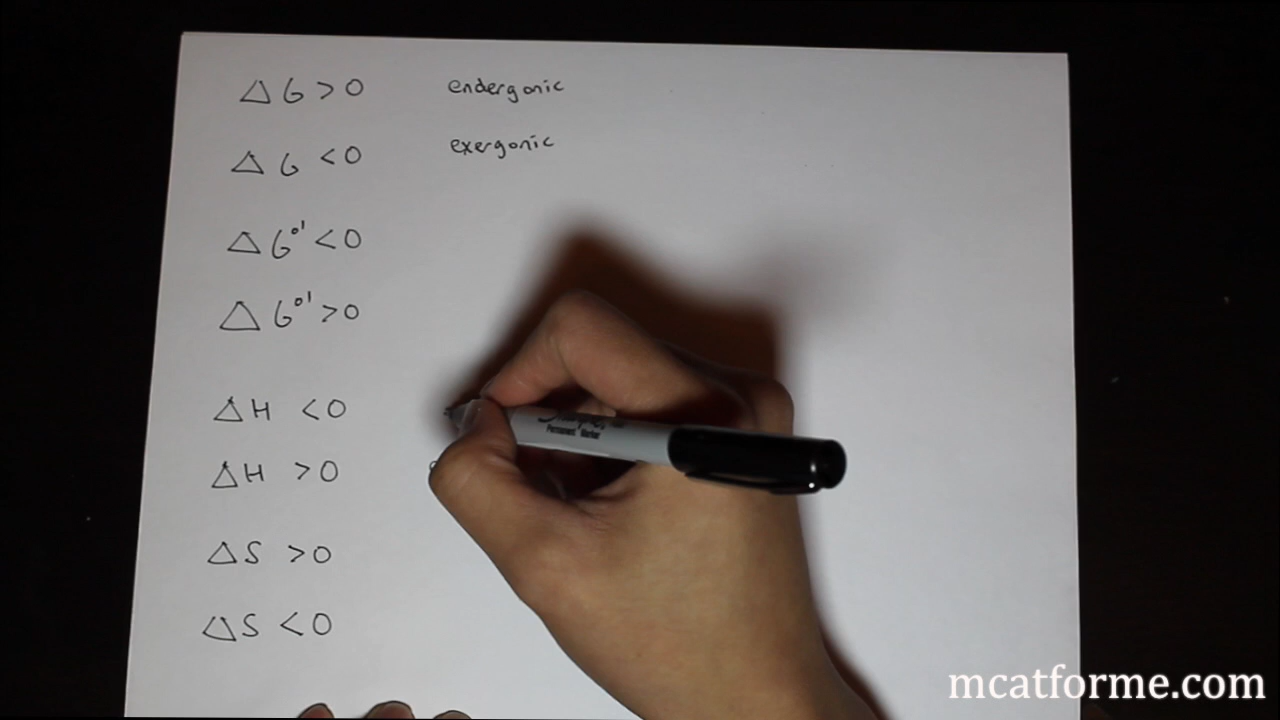 ΔG > 0 endergonic
ΔG < 0 exergonic
ΔG°' < 0
ΔG°' > 0
ΔH < 0
ΔH > 0
ΔS > 0
ΔS < 0
Permanent Marker
mcatforme.com